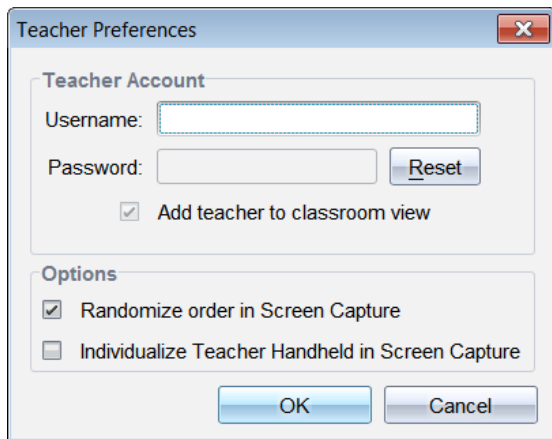 Teacher Preferences
Teacher Account
Username:
Password:
Reset
Add teacher to classroom view
Options
Randomize order in Screen Capture
Individualize Teacher Handheld in Screen Capture
OK Cancel